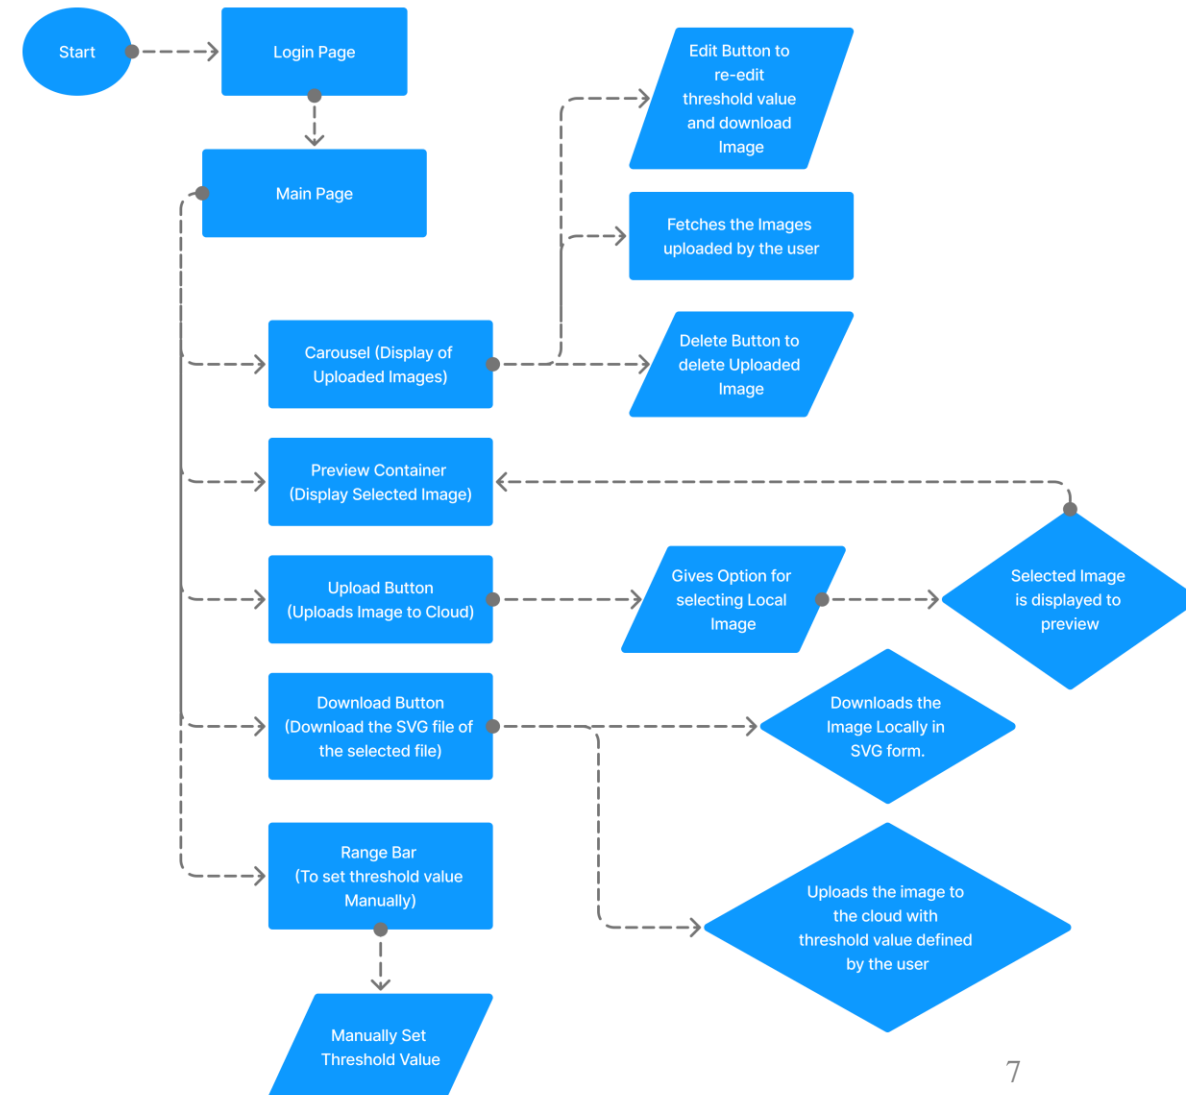 Start
Login Page
Main Page
Edit Button to
re-edit
threshold value
and download
Image
Fetches the Images
uploaded by the user
Carousel (Display of
Uploaded Images)
Delete Button to
delete Uploaded
Image
Preview Container
(Display Selected Image)
Upload Button
(Uploads Image to Cloud)
Gives Option for
selecting Local
Image
Selected Image
is displayed to
preview
Download Button
(Download the SVG file of
the selected file)
Downloads the
Image Locally in
SVG form.
Range Bar
(To set threshold value
Manually)
Uploads the image to
the cloud with
threshold value defined
by the user
Manually Set
Threshold Value
7